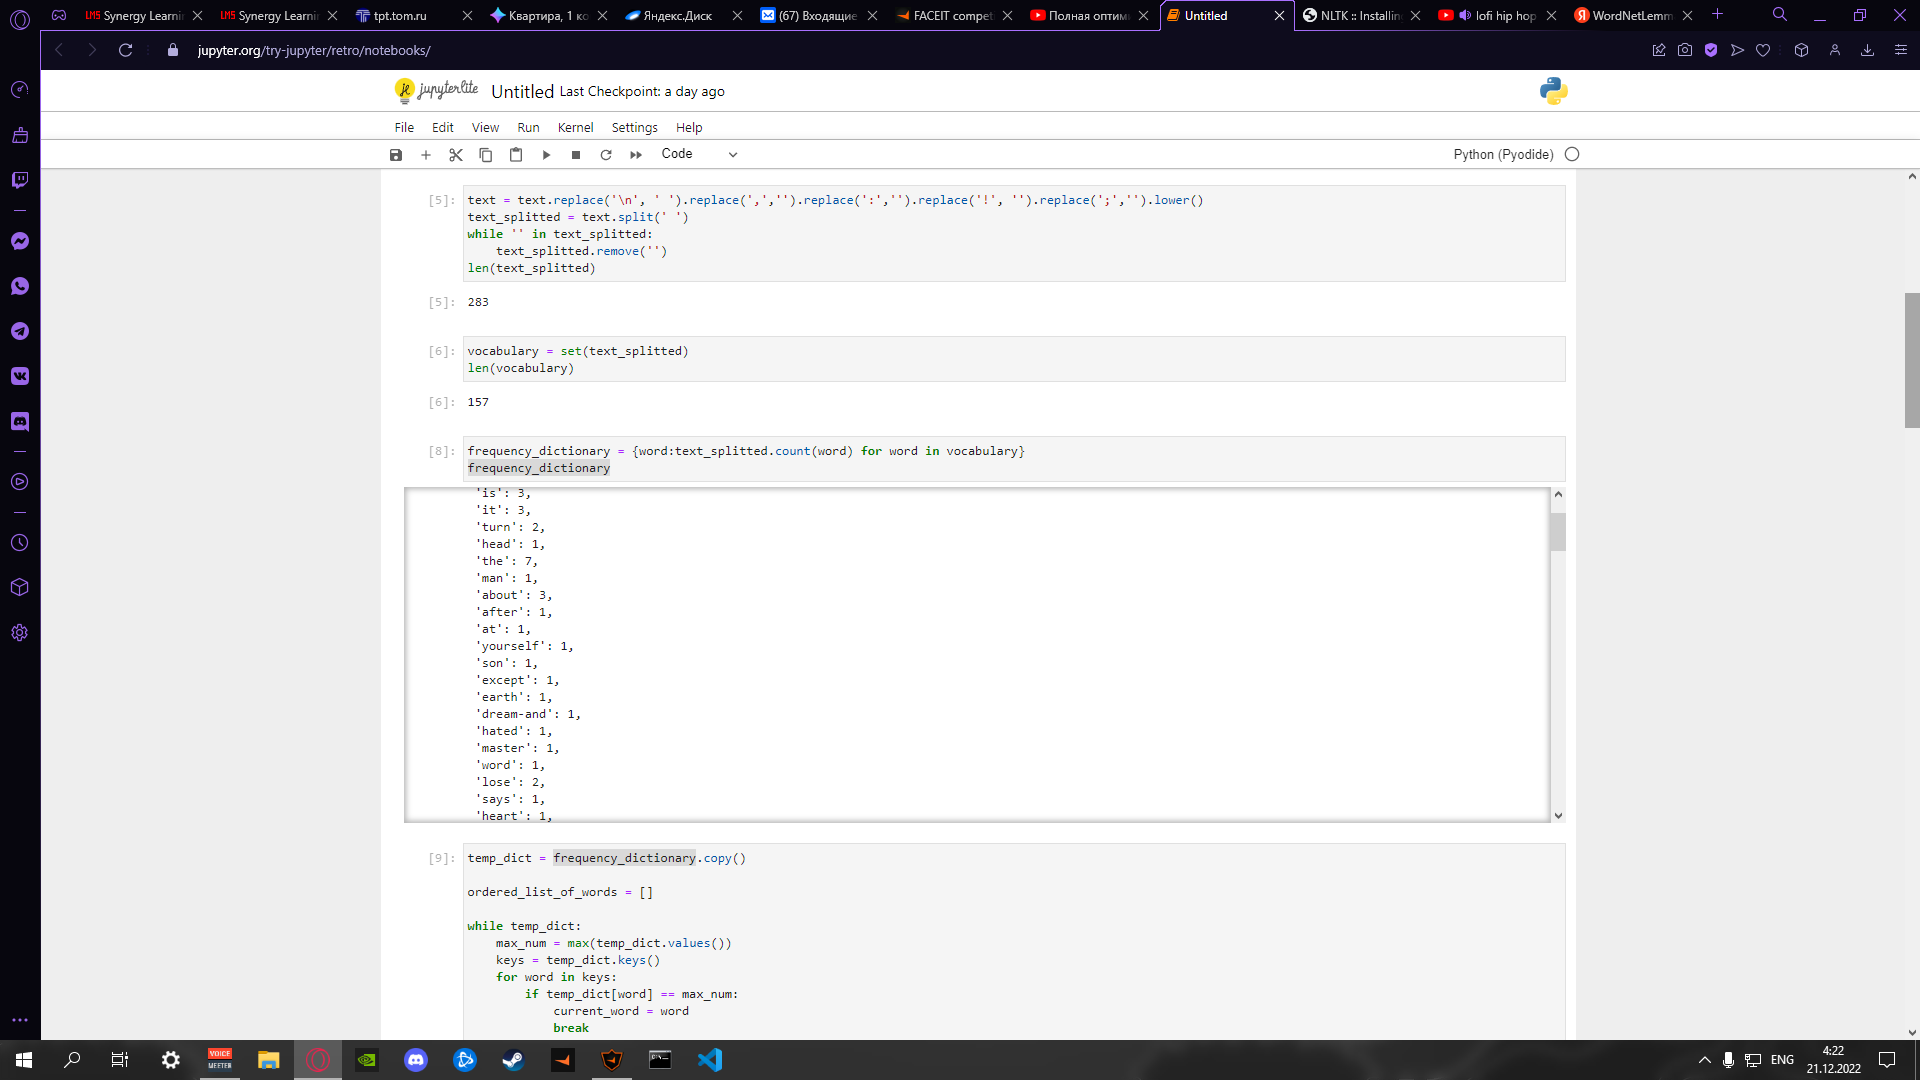 Synergy Learnin
Synergy Learnin
tpt.tom.ru
Квартира, 1 ко
Яндекс.Диск
(67) Входящие
FACEIT compet
Полная оптим
Untitled
NLTK :: Installin
lofi hip hop
WordNetLemm
jupyter.org/try-jupyter/retro/notebooks/
jupyterlite Untitled Last Checkpoint: a day ago
File Edit View Run Kernel Settings Help
Code
Python (Pyodide)
[5]: text = text.replace('\n', ' ').replace(',','').replace(':','').replace('!', '').replace(';','').lower()
text_splitted = text.split(' ')
while '' in text_splitted:
    text_splitted.remove('')
len(text_splitted)
[5]: 283
[6]: vocabulary = set(text_splitted)
len(vocabulary)
[6]: 157
[8]: frequency_dictionary = {word:text_splitted.count(word) for word in vocabulary}
frequency_dictionary
'is': 3,
'it': 3,
'turn': 2,
'head': 1,
'the': 7,
'man': 1,
'about': 3,
'after': 1,
'at': 1,
'yourself': 1,
'son': 1,
'except': 1,
'earth': 1,
'dream-and': 1,
'hated': 1,
'master': 1,
'word': 1,
'lose': 2,
'says': 1,
'heart': 1,
[9]: temp_dict = frequency_dictionary.copy()
ordered_list_of_words = []
while temp_dict:
    max_num = max(temp_dict.values())
    keys = temp_dict.keys()
    for word in keys:
        if temp_dict[word] == max_num:
            current_word = word
            break
VOICE
MEETER
ENG
4:22
21.12.2022